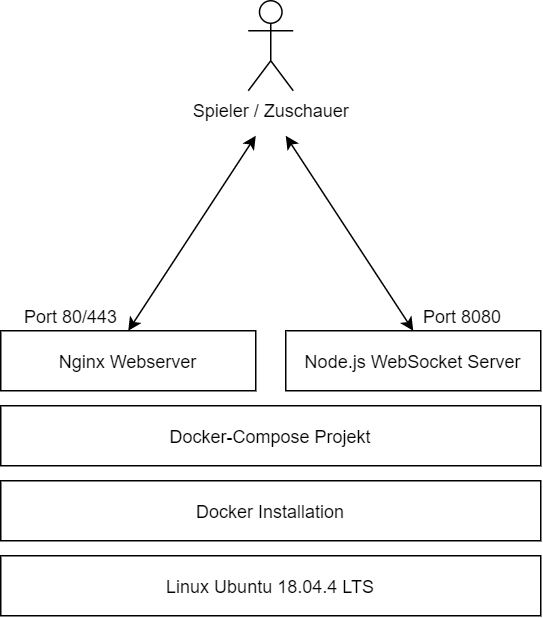 Spieler / Zuschauer
Port 80/443
Port 8080
Nginx Webserver
Node.js WebSocket Server
Docker-Compose Projekt
Docker Installation
Linux Ubuntu 18.04.4 LTS